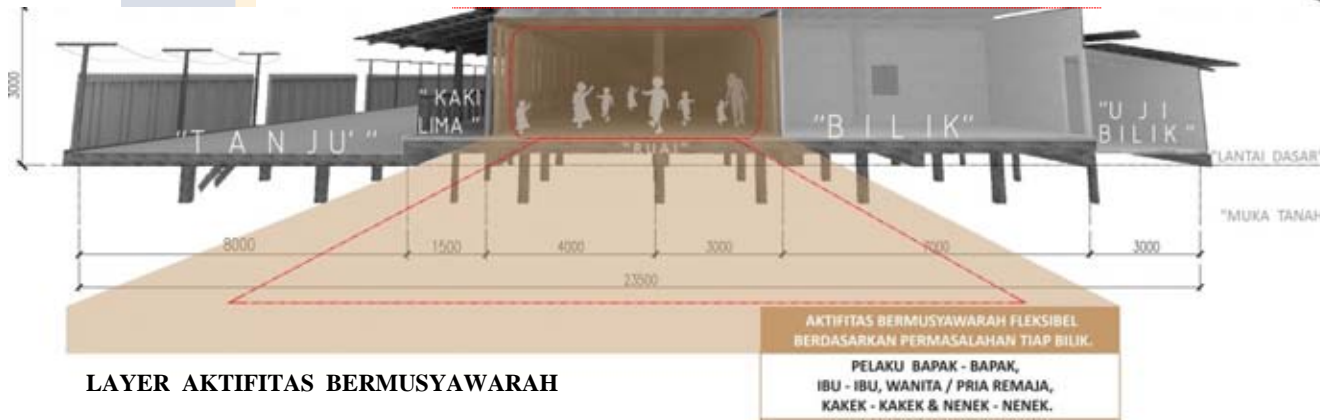 3000
"KAKI
LIMA"
"T A N J U' "
"RUAI"
"B I L I K"
"U J I
BILIK"
"LANTAI DASAR"
"MUKA TANAH
8000
1500
4000
3000
7000
3000
23500
AKTIFITAS BERMUSYAWARAH FLEKSIBEL
BERDASARKAN PERMASALAHAN TIAP BILIK.
PELAKU BAPAK - BAPAK,
IBU - IBU, WANITA / PRIA REMAJA,
KAKEK - KAKEK & NENEK - NENEK.
LAYER AKTIFITAS BERMUSYAWARAH